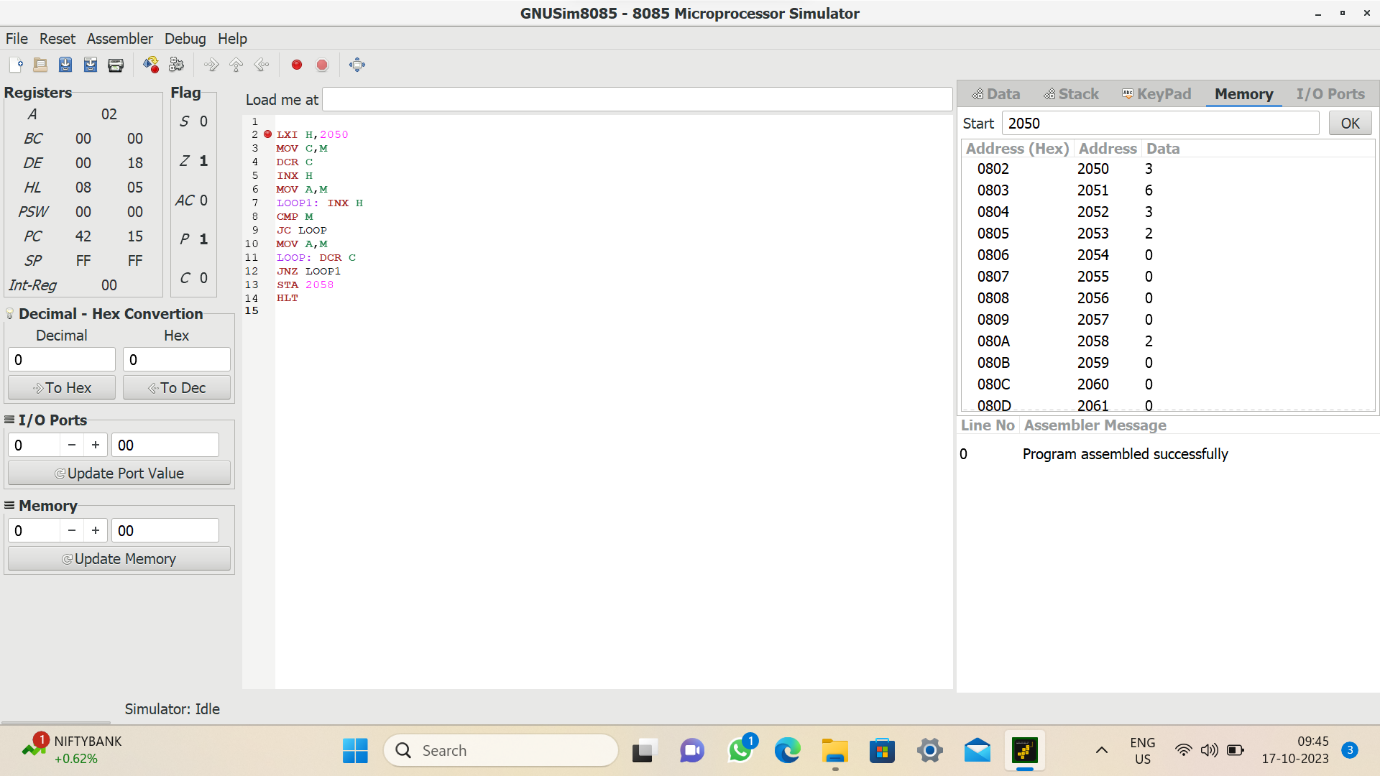 GNUSim8085 - 8085 Microprocessor Simulator
File Reset Assembler Debug Help
Registers
A 02
BC 00 00
DE 00 18
HL 08 05
PSW 00 00
PC 42 15
SP FF FF
Int-Reg 00
Flag
S 0
Z 1
AC 0
P 1
C 0
Decimal - Hex Convertion
Decimal Hex
0 0
To Hex To Dec
I/O Ports
0 - + 00
Update Port Value
Memory
0 - + 00
Update Memory
Load me at
1
2 LXI H,2050
3 MOV C,M
4 DCR C
5 INX H
6 MOV A,M
7 LOOP1: INX H
8 CMP M
9 JC LOOP
10 MOV A,M
11 LOOP: DCR C
12 JNZ LOOP1
13 STA 2058
14 HLT
15
Data Stack KeyPad Memory I/O Ports
Start 2050 OK
Address (Hex) Address Data
0802 2050 3
0803 2051 6
0804 2052 3
0805 2053 2
0806 2054 0
0807 2055 0
0808 2056 0
0809 2057 0
080A 2058 2
080B 2059 0
080C 2060 0
080D 2061 0
Line No Assembler Message
0 Program assembled successfully
Simulator: Idle
1
NIFTYBANK
+0.62%
Search
1
ENG
US
09:45
17-10-2023
3